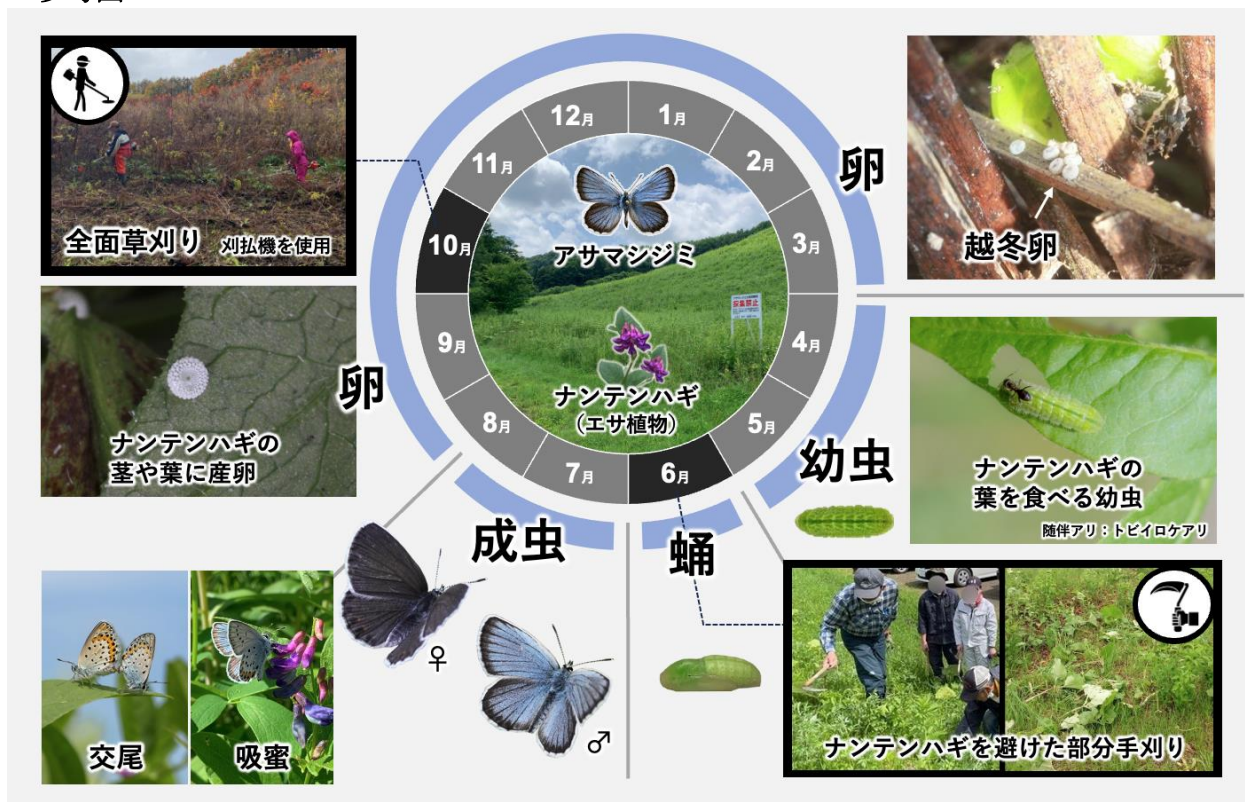 全面草刈り 刈払機を使用
12月
1月
11月
2月
10月
3月
9月
4月
8月
5月
7月
6月
アサマシジミ
採集禁止
ナンテンハギ
(エサ植物)
卵
越冬卵
卵
ナンテンハギの
茎や葉に産卵
幼虫
ナンテンハギの
葉を食べる幼虫
随伴アリ：トビイロケアリ
成虫
蛹
♀
♂
交尾
吸蜜
ナンテンハギを避けた部分手刈り